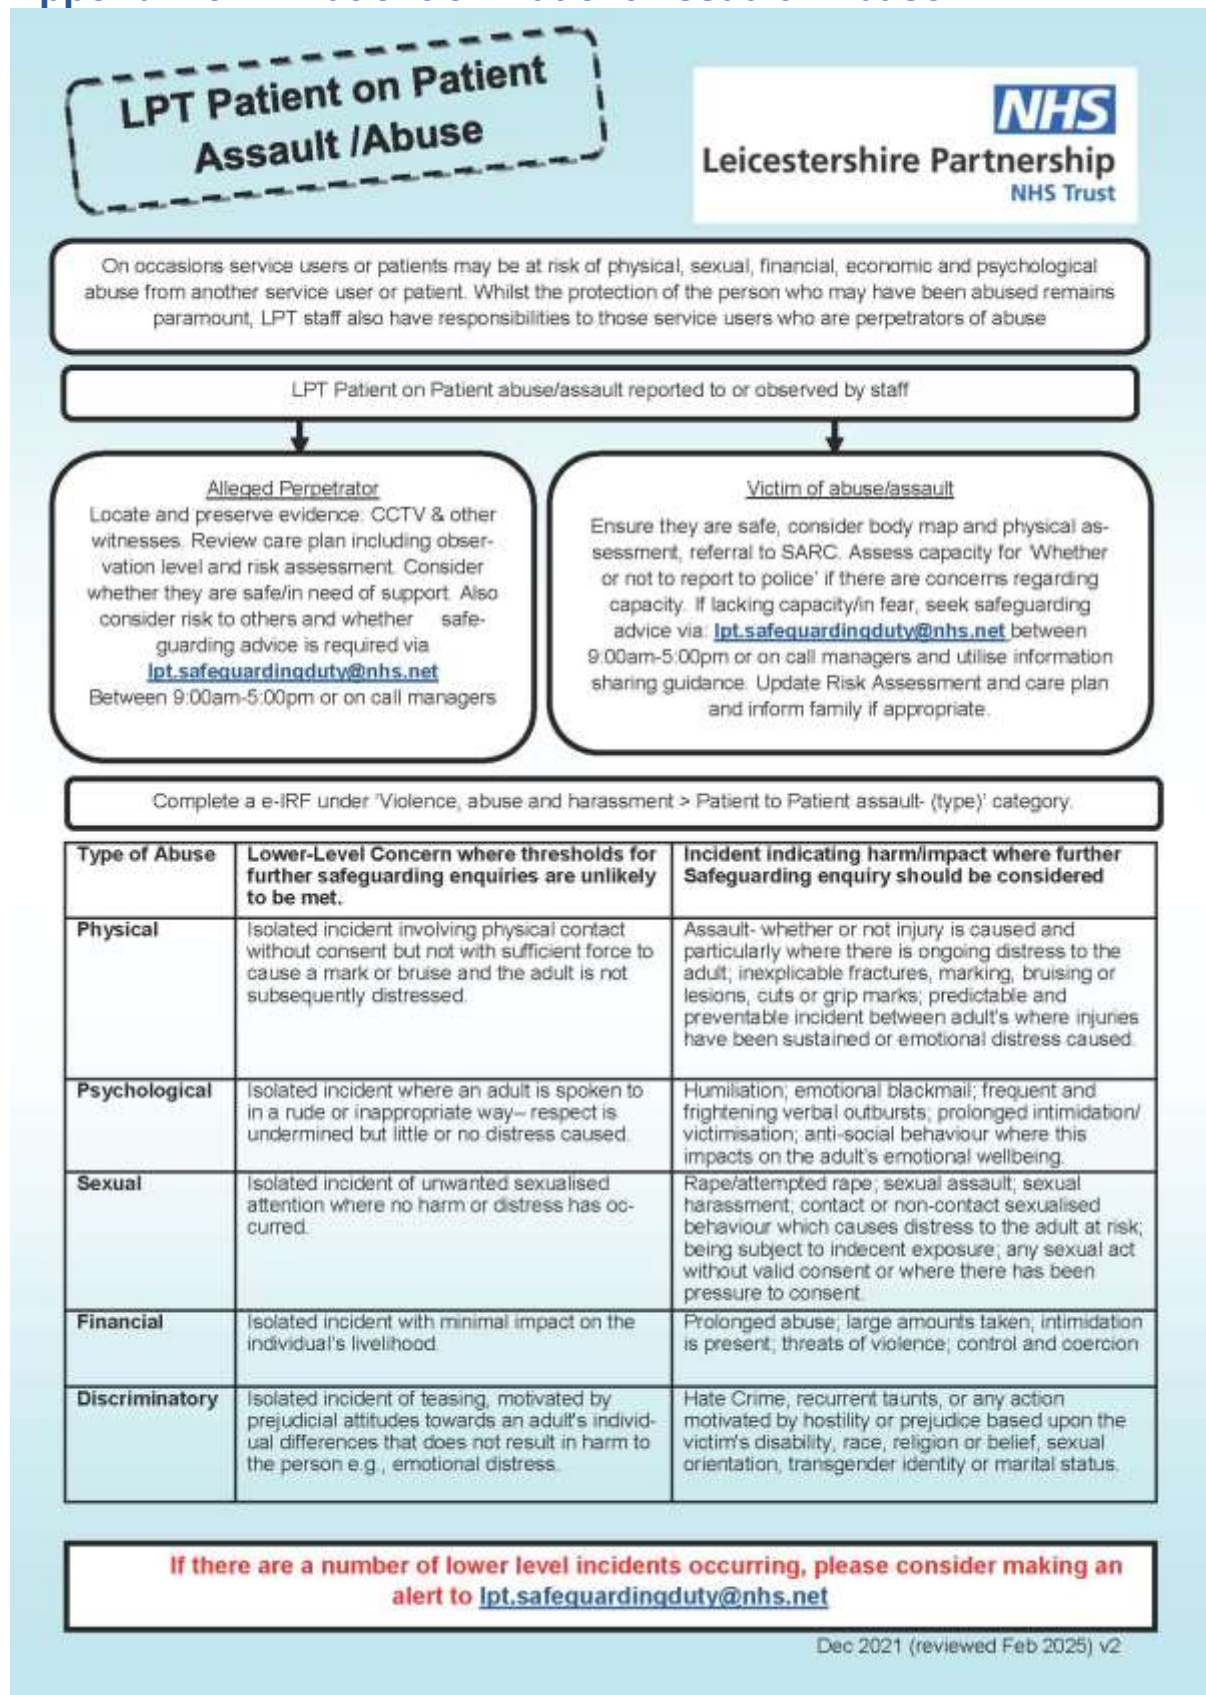 LPT Patient on Patient
Assault /Abuse
NHS
Leicestershire Partnership
NHS Trust
On occasions service users or patients may be at risk of physical, sexual, financial, economic and psychological
abuse from another service user or patient. Whilst the protection of the person who may have been abused remains
paramount, LPT staff also have responsibilities to those service users who are perpetrators of abuse
LPT Patient on Patient abuse/assault reported to or observed by staff
Alleged Perpetrator
Locate and preserve evidence: CCTV & other
witnesses. Review care plan including obser-
vation level and risk assessment. Consider
whether they are safe/in need of support. Also
consider risk to others and whether safe-
guarding advice is required via
lpt.safeguardingduty@nhs.net
Between 9:00am-5:00pm or on call managers
Victim of abuse/assault
Ensure they are safe, consider body map and physical as-
sessment, referral to SARC. Assess capacity for 'Whether
or not to report to police' if there are concerns regarding
capacity. If lacking capacity/in fear, seek safeguarding
advice via: lpt.safeguardingduty@nhs.net between
9:00am-5:00pm or on call managers and utilise information
sharing guidance. Update Risk Assessment and care plan
and inform family if appropriate.
Complete a e-IRF under 'Violence, abuse and harassment > Patient to Patient assault- (type)' category.
Type of Abuse
Lower-Level Concern where thresholds for
further safeguarding enquiries are unlikely
to be met.
Incident indicating harm/impact where further
Safeguarding enquiry should be considered
Physical
Isolated incident involving physical contact
without consent but not with sufficient force to
cause a mark or bruise and the adult is not
subsequently distressed.
Assault- whether or not injury is caused and
particularly where there is ongoing distress to the
adult; inexplicable fractures, marking, bruising or
lesions, cuts or grip marks; predictable and
preventable incident between adult's where injuries
have been sustained or emotional distress caused.
Psychological
Isolated incident where an adult is spoken to
in a rude or inappropriate way– respect is
undermined but little or no distress caused.
Humiliation; emotional blackmail; frequent and
frightening verbal outbursts; prolonged intimidation/
victimisation; anti-social behaviour where this
impacts on the adult's emotional wellbeing.
Sexual
Isolated incident of unwanted sexualised
attention where no harm or distress has oc-
curred.
Rape/attempted rape; sexual assault; sexual
harassment; contact or non-contact sexualised
behaviour which causes distress to the adult at risk;
being subject to indecent exposure; any sexual act
without valid consent or where there has been
pressure to consent.
Financial
Isolated incident with minimal impact on the
individual's livelihood.
Prolonged abuse; large amounts taken; intimidation
is present; threats of violence; control and coercion
Discriminatory
Isolated incident of teasing, motivated by
prejudicial attitudes towards an adult's individ-
ual differences that does not result in harm to
the person e.g., emotional distress.
Hate Crime, recurrent taunts, or any action
motivated by hostility or prejudice based upon the
victim's disability, race, religion or belief, sexual
orientation, transgender identity or marital status.
If there are a number of lower level incidents occurring, please consider making an
alert to lpt.safeguardingduty@nhs.net
Dec 2021 (reviewed Feb 2025) v2